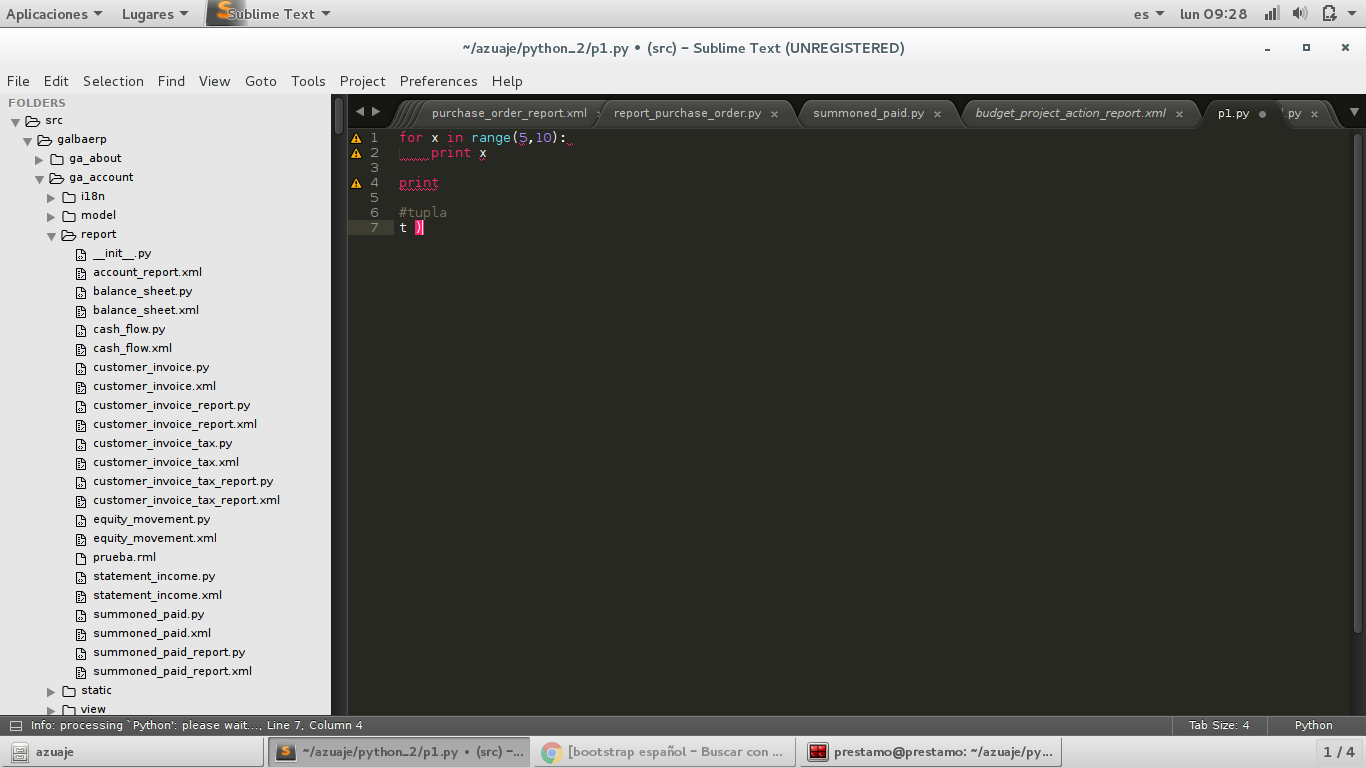 Aplicaciones Lugares Sublime Text es lun 09:28
~/azuaje/python_2/p1.py • (src) – Sublime Text (UNREGISTERED)
File Edit Selection Find View Goto Tools Project Preferences Help
FOLDERS
src
galbaerp
ga_about
ga_account
i18n
model
report
__init__.py
account_report.xml
balance_sheet.py
balance_sheet.xml
cash_flow.py
cash_flow.xml
customer_invoice.py
customer_invoice.xml
customer_invoice_report.py
customer_invoice_report.xml
customer_invoice_tax.py
customer_invoice_tax.xml
customer_invoice_tax_report.py
customer_invoice_tax_report.xml
equity_movement.py
equity_movement.xml
prueba.rml
statement_income.py
statement_income.xml
summoned_paid.py
summoned_paid.xml
summoned_paid_report.py
summoned_paid_report.xml
static
view
purchase_order_report.xml report_purchase_order.py × summoned_paid.py × budget_project_action_report.xml × p1.py • .py ×
1 for x in range(5,10):
2 print x
3
4 print
5
6 #tupla
7 t )
Info: processing `Python': please wait..., Line 7, Column 4 Tab Size: 4 Python
azuaje ~/azuaje/python_2/p1.py • (src) –... [bootstrap español – Buscar con ... prestamo@prestamo: ~/azuaje/py... 1 / 4